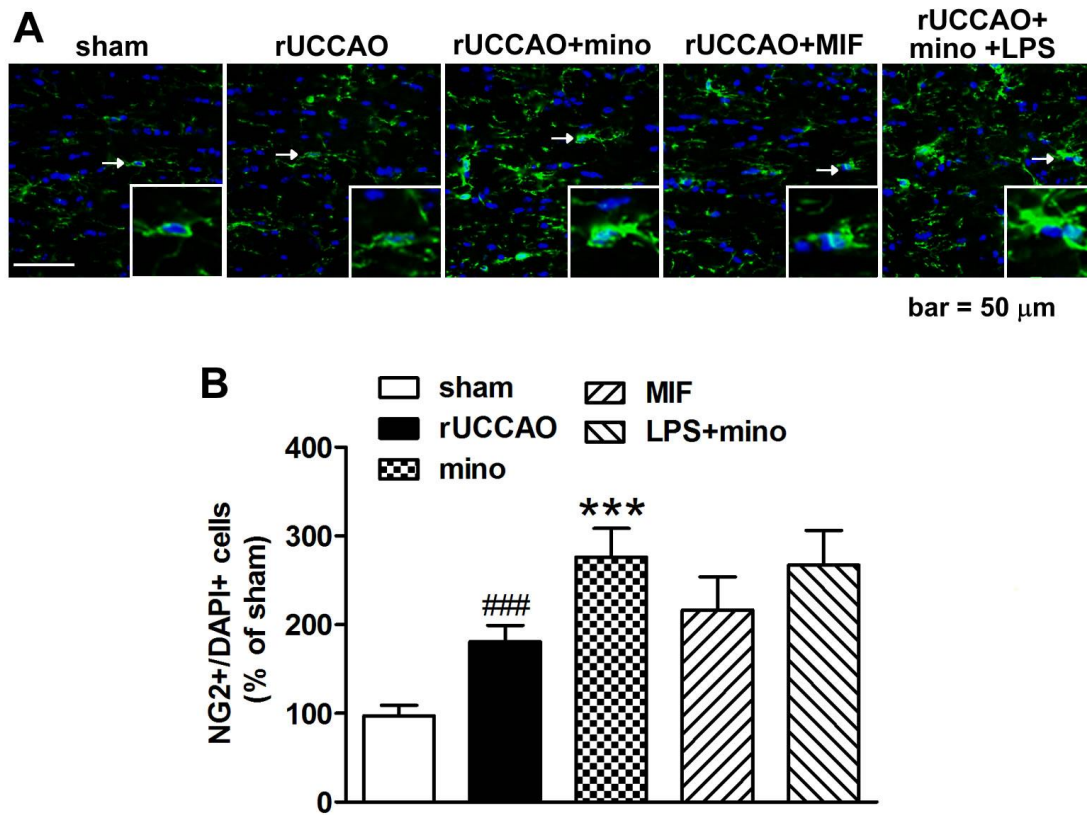 A
sham
rUCCAO
rUCCAO+mino
rUCCAO+MIF
rUCCAO+
mino +LPS
bar = 50 μm
B
sham
rUCCAO
mino
MIF
LPS+mino
NG2+/DAPI+ cells
(% of sham)
400
300
200
100
0
###
***